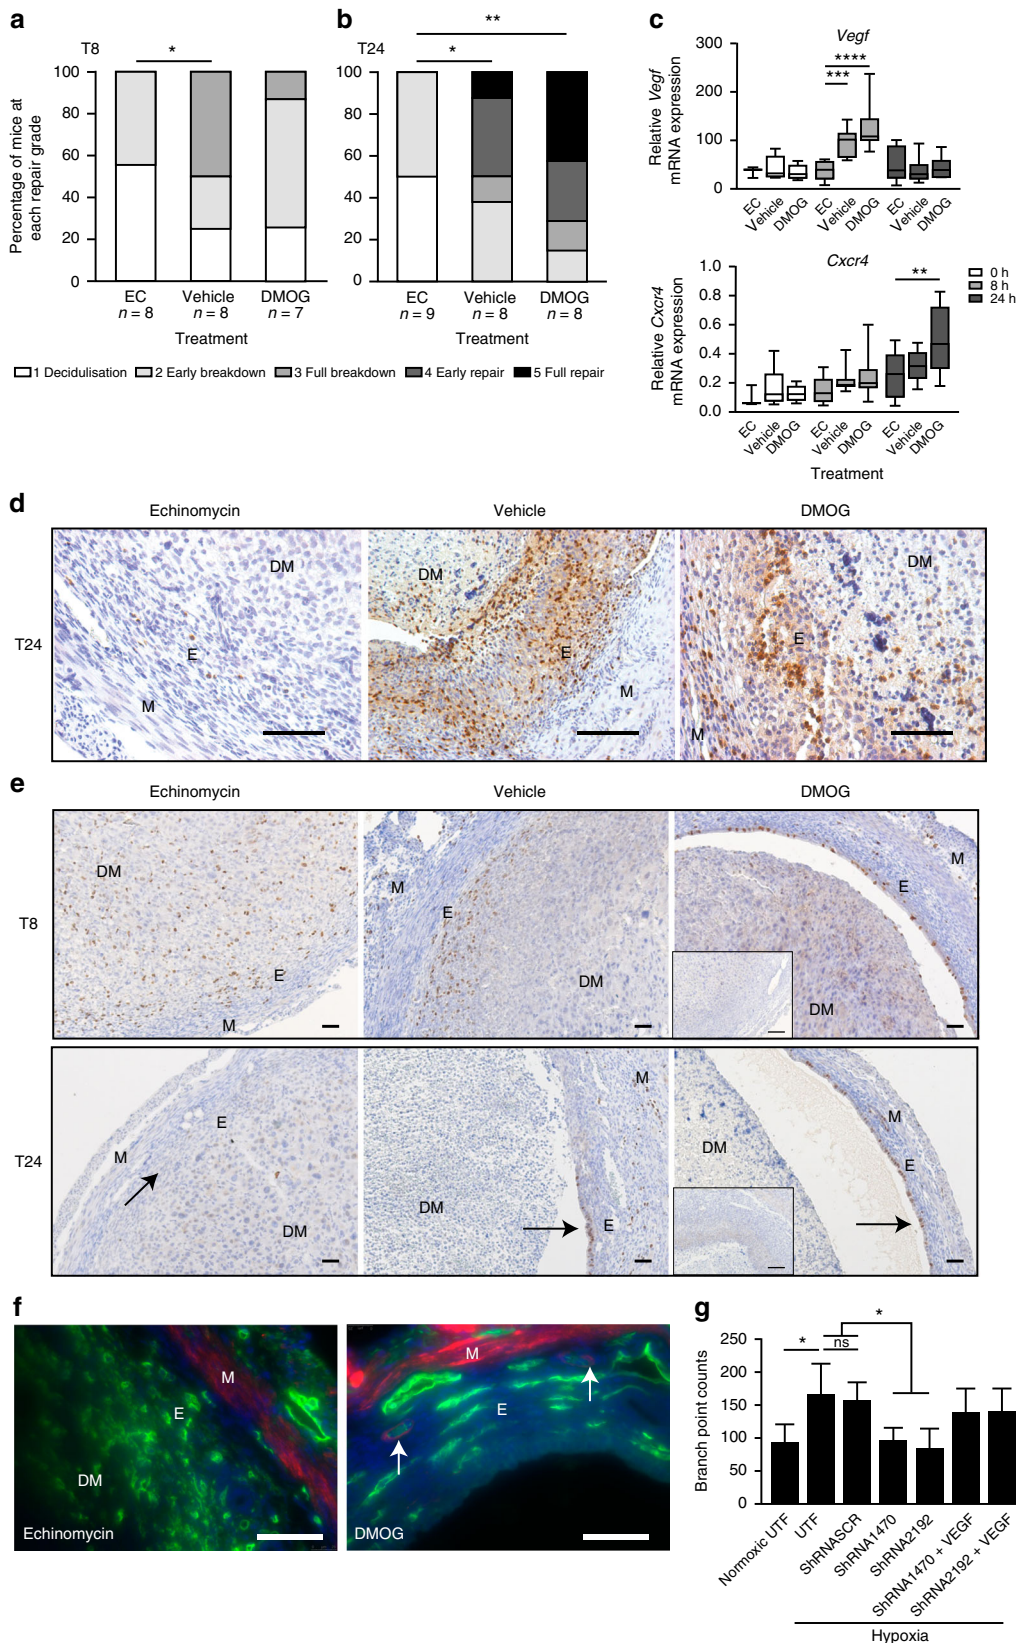 a
T8
*
Percentage of mice at
each repair grade
100
80
60
40
20
0
EC
n = 8
Vehicle
n = 8
DMOG
n = 7
Treatment
b
T24
**
*
100
80
60
40
20
0
EC
n = 9
Vehicle
n = 8
DMOG
n = 8
Treatment
1 Decidulisation
2 Early breakdown
3 Full breakdown
4 Early repair
5 Full repair
c
Vegf
Relative Vegf
mRNA expression
300
200
100
0
****
***
EC
Vehicle
DMOG
EC
Vehicle
DMOG
EC
Vehicle
DMOG
Cxcr4
Relative Cxcr4
mRNA expression
1.0
0.8
0.6
0.4
0.2
0.0
**
0 h
8 h
24 h
EC
Vehicle
DMOG
EC
Vehicle
DMOG
EC
Vehicle
DMOG
Treatment
d
Echinomycin
Vehicle
DMOG
T24
DM
E
M
DM
E
M
DM
E
M
e
Echinomycin
Vehicle
DMOG
T8
DM
E
M
M
E
DM
M
E
DM
T24
E
M
DM
M
DM
E
M
DM
E
f
M
E
DM
Echinomycin
M
E
DMOG
g
Branch point counts
250
200
150
100
50
0
*
ns
*
Normoxic UTF
UTF
ShRNASCR
ShRNA1470
ShRNA2192
ShRNA1470 + VEGF
ShRNA2192 + VEGF
Hypoxia